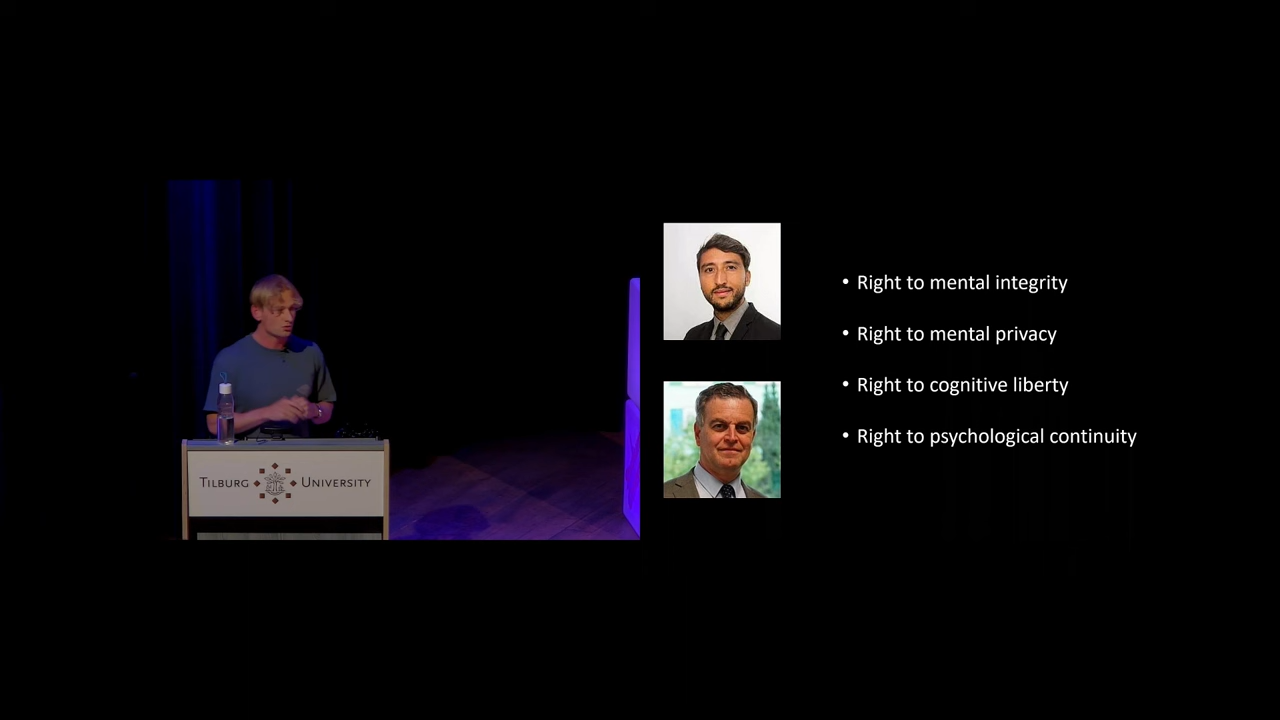 TILBURG UNIVERSITY
• Right to mental integrity
• Right to mental privacy
• Right to cognitive liberty
• Right to psychological continuity